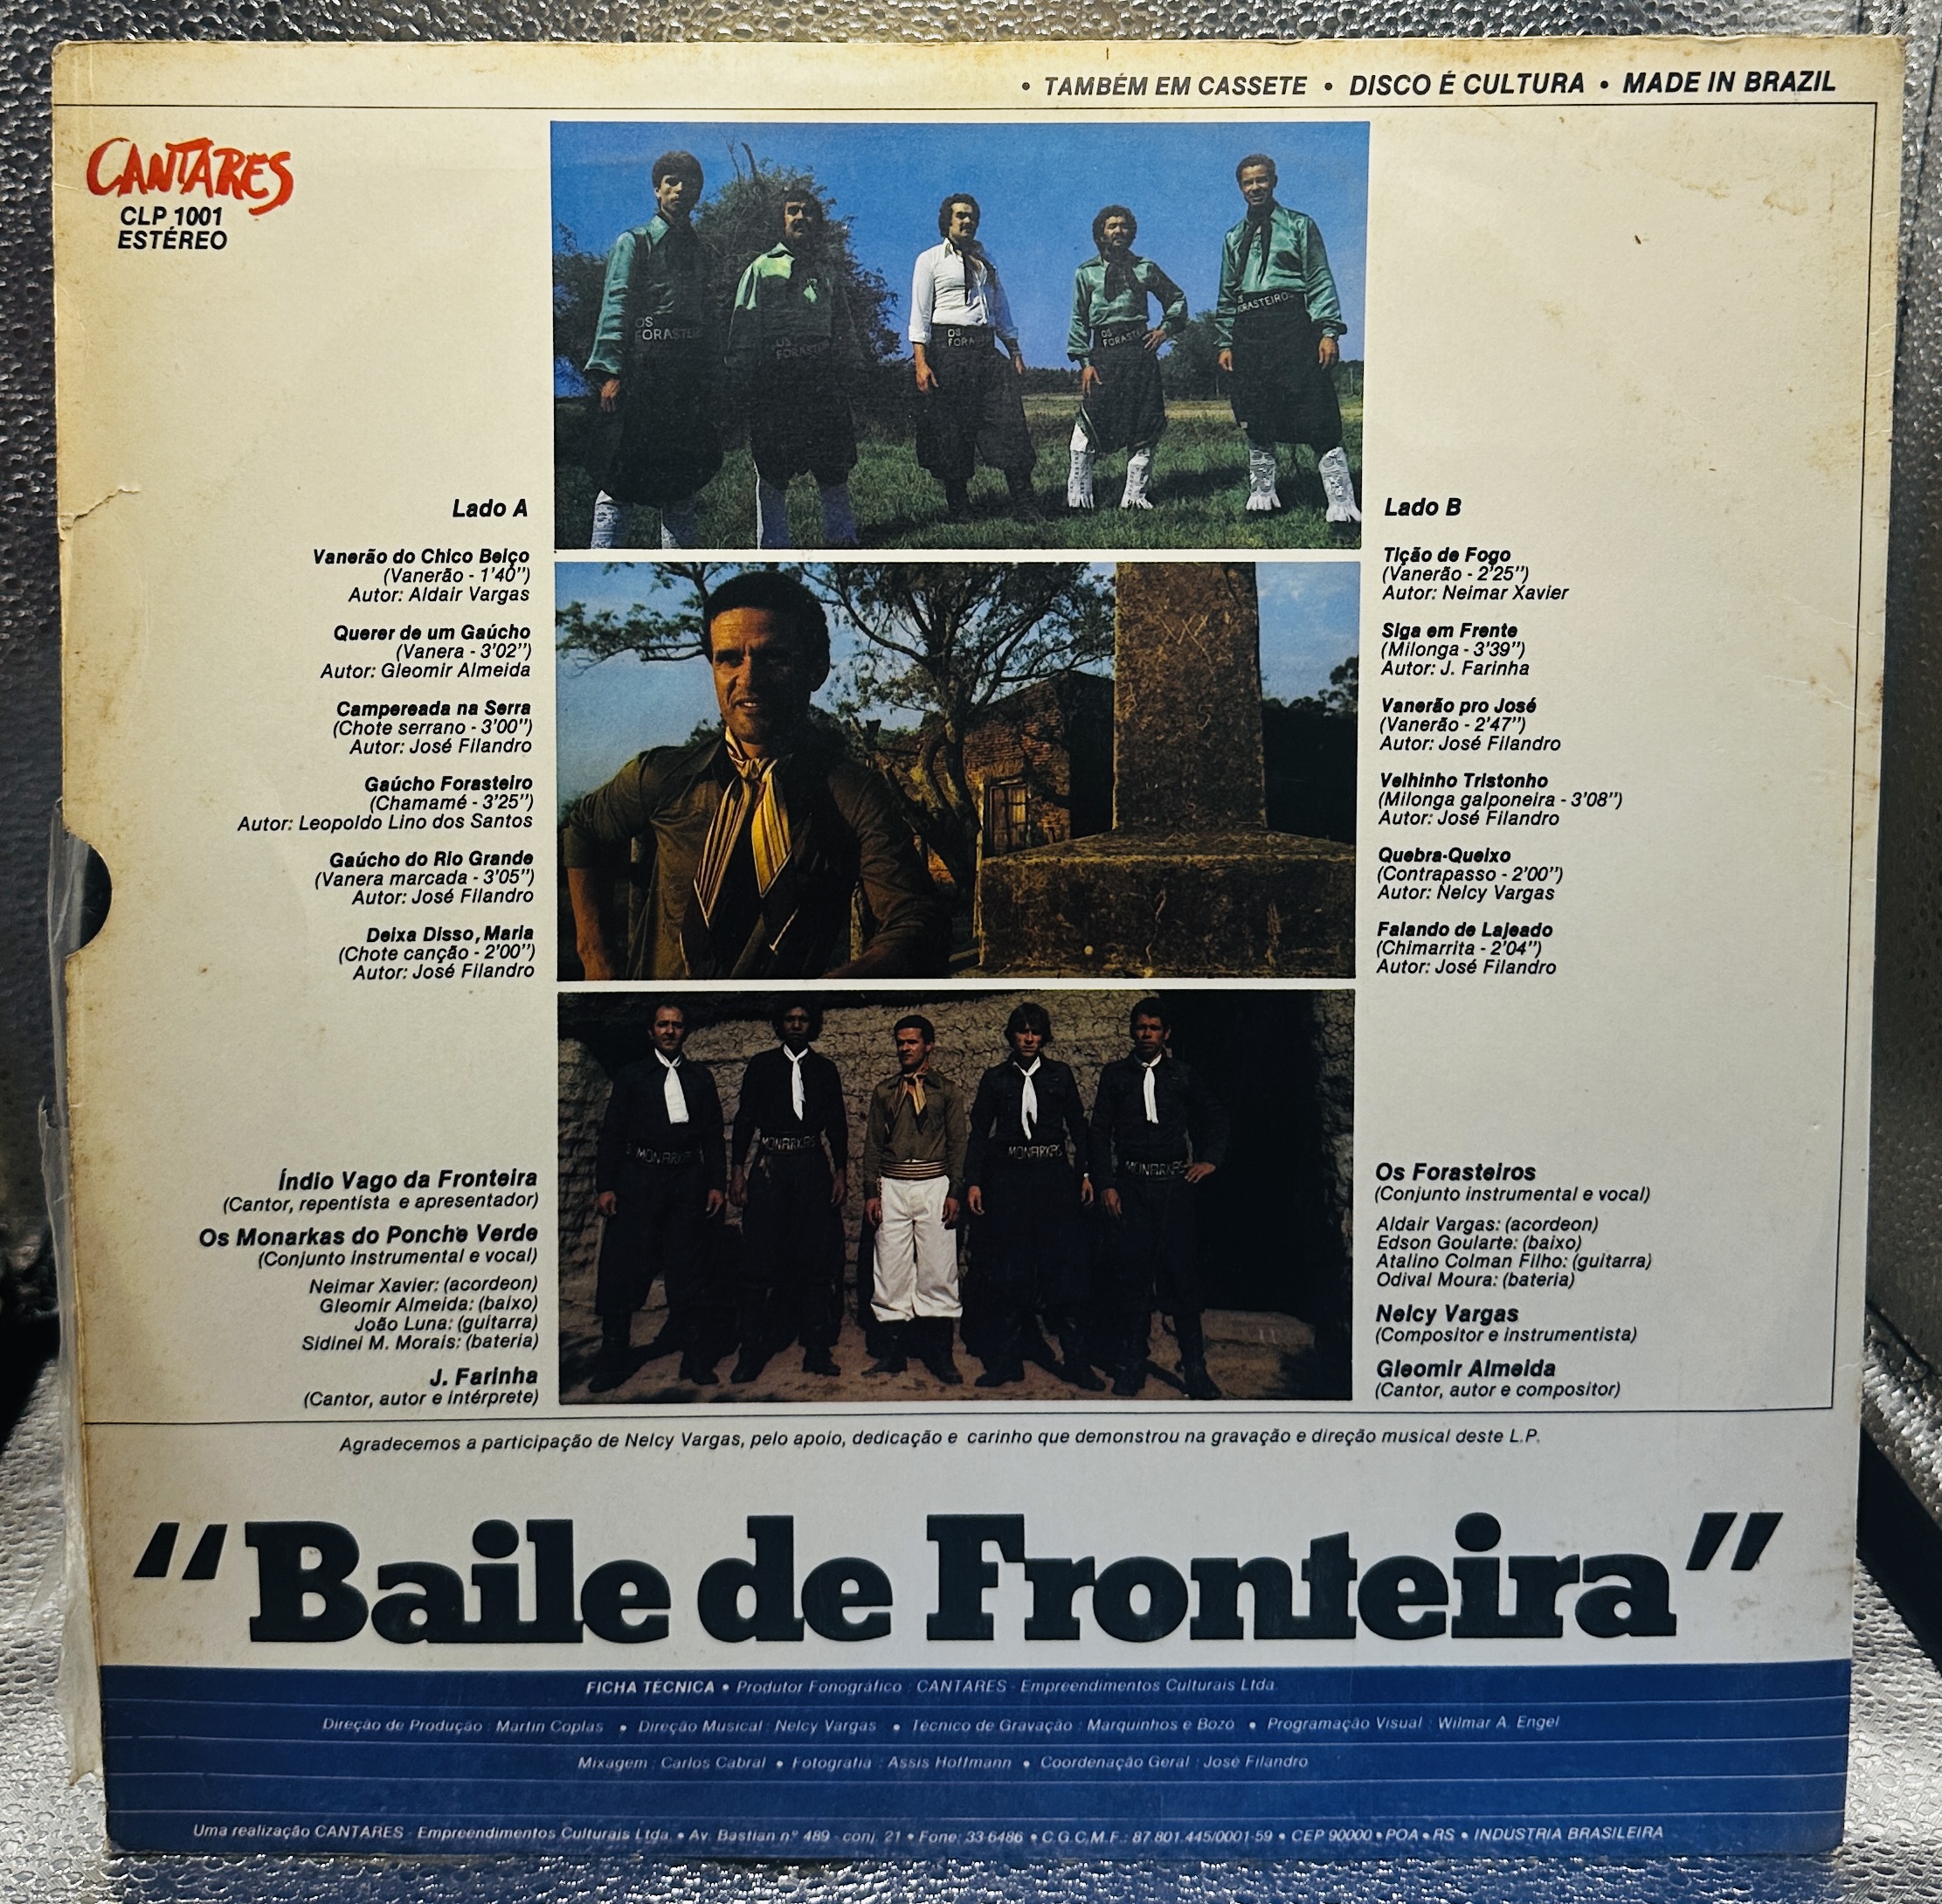 • TAMBÉM EM CASSETE • DISCO É CULTURA • MADE IN BRAZIL
CANTARES
CLP 1001
ESTÉREO
OS
FORASTE
OS
FORASTE
OS
FORA
OS
FORASTE
OS
FORASTEIRO
Lado A
Vanerão do Chico Beiço
(Vanerão - 1'40")
Autor: Aldair Vargas
Querer de um Gaúcho
(Vanera - 3'02")
Autor: Gleomir Almeida
Campereada na Serra
(Chote serrano - 3'00")
Autor: José Filandro
Gaúcho Forasteiro
(Chamamé - 3'25")
Autor: Leopoldo Lino dos Santos
Gaúcho do Rio Grande
(Vanera marcada - 3'05")
Autor: José Filandro
Deixa Disso, Maria
(Chote canção - 2'00")
Autor: José Filandro
Lado B
Tição de Fogo
(Vanerão - 2'25")
Autor: Neimar Xavier
Siga em Frente
(Milonga - 3'39")
Autor: J. Farinha
Vanerão pro José
(Vanerão - 2'47")
Autor: José Filandro
Velhinho Tristonho
(Milonga galponeira - 3'08")
Autor: José Filandro
Quebra-Queixo
(Contrapasso - 2'00")
Autor: Nelcy Vargas
Falando de Lajeado
(Chimarrita - 2'04")
Autor: José Filandro
MONARKAS
MONARKAS
MONARKAS
MONARKAS
Índio Vago da Fronteira
(Cantor, repentista e apresentador)
Os Monarkas do Ponche Verde
(Conjunto instrumental e vocal)
Neimar Xavier: (acordeon)
Gleomir Almeida: (baixo)
João Luna: (guitarra)
Sidinei M. Morais: (bateria)
J. Farinha
(Cantor, autor e intérprete)
Os Forasteiros
(Conjunto instrumental e vocal)
Aldair Vargas: (acordeon)
Edson Goularte: (baixo)
Atalino Colman Filho: (guitarra)
Odival Moura: (bateria)
Nelcy Vargas
(Compositor e instrumentista)
Gleomir Almeida
(Cantor, autor e compositor)
Agradecemos a participação de Nelcy Vargas, pelo apoio, dedicação e carinho que demonstrou na gravação e direção musical deste L.P.
"Baile de Fronteira"
FICHA TÉCNICA • Produtor Fonográfico : CANTARES - Empreendimentos Culturais Ltda.
Direção de Produção : Martin Coplas • Direção Musical : Nelcy Vargas • Técnico de Gravação : Marquinhos e Bozó • Programação Visual : Wilmar A. Engel
Mixagem : Carlos Cabral • Fotografia : Assis Hoffmann • Coordenação Geral : José Filandro
Uma realização CANTARES - Empreendimentos Culturais Ltda. • Av. Bastian nº 489 - conj. 21 • Fone: 33-6486 • C.G.C.M.F.: 87.801.445/0001-59 • CEP 90000 • POA • RS • INDÚSTRIA BRASILEIRA